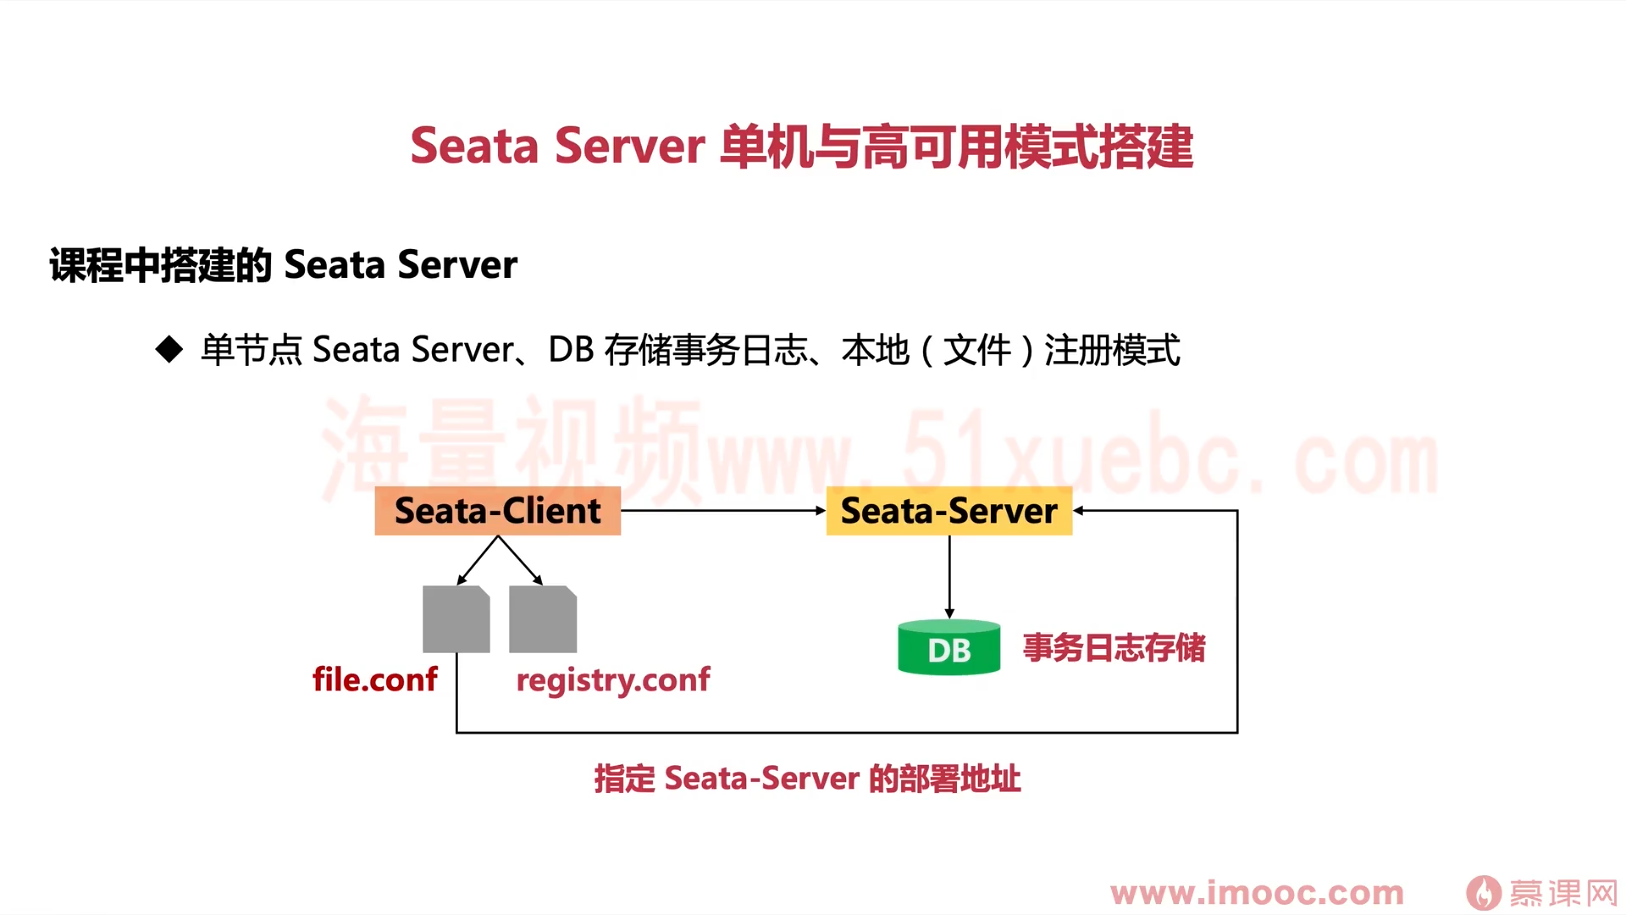 Seata Server 单机与高可用模式搭建
课程中搭建的 Seata Server
◆ 单节点 Seata Server、DB 存储事务日志、本地（文件）注册模式
海量视频www.51xuebc.com
Seata-Client
Seata-Server
DB
事务日志存储
file.conf
registry.conf
指定 Seata-Server 的部署地址
www.imooc.com
慕课网